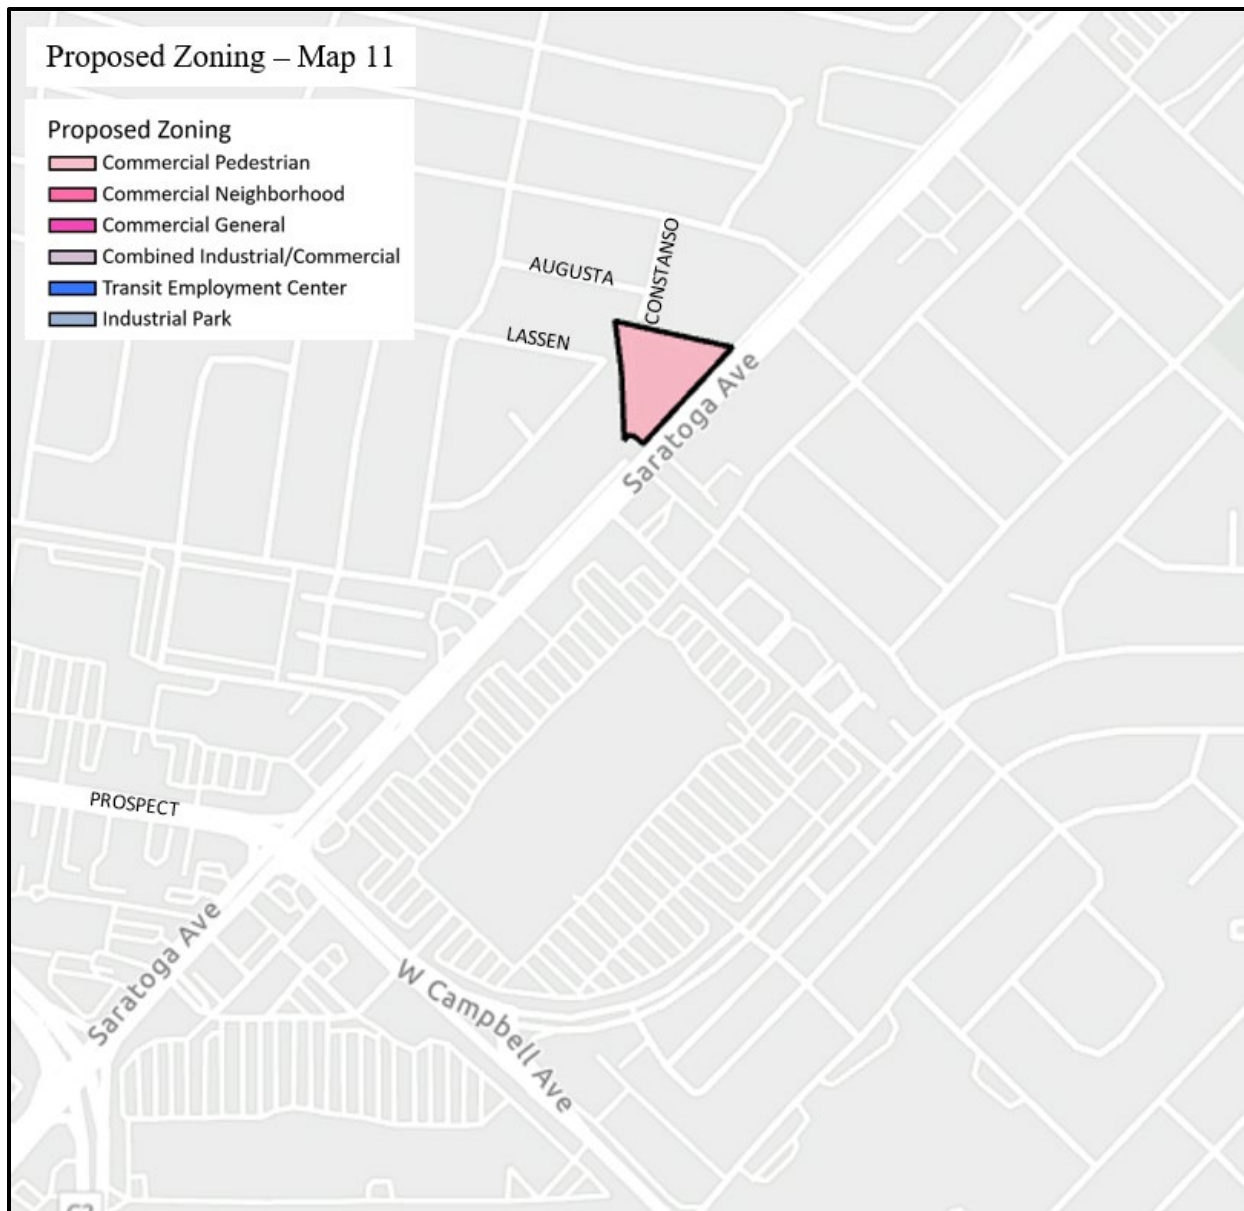 Proposed Zoning – Map 11
Proposed Zoning
Commercial Pedestrian
Commercial Neighborhood
Commercial General
Combined Industrial/Commercial
Transit Employment Center
Industrial Park
CONSTANSO
AUGUSTA
LASSEN
Saratoga Ave
PROSPECT
Saratoga Ave
W Campbell Ave